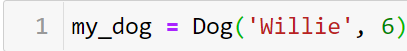 1 my_dog = Dog('Willie', 6)